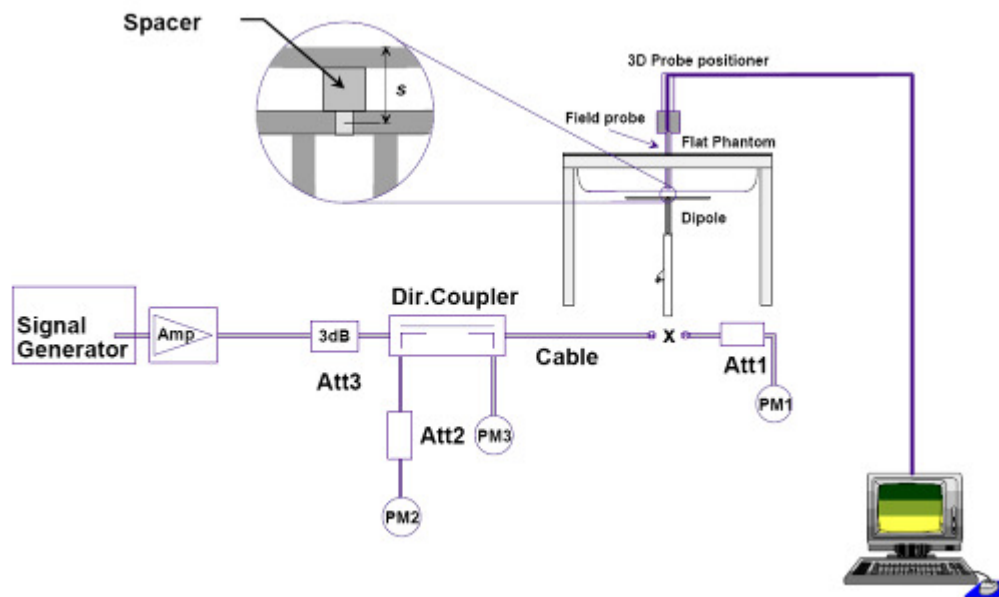 Spacer
s
3D Probe positioner
Field probe
Flat Phantom
Dipole
Dir.Coupler
Signal
Generator
Amp
3dB
Att3
Cable
x
Att1
PM1
Att2
PM3
PM2